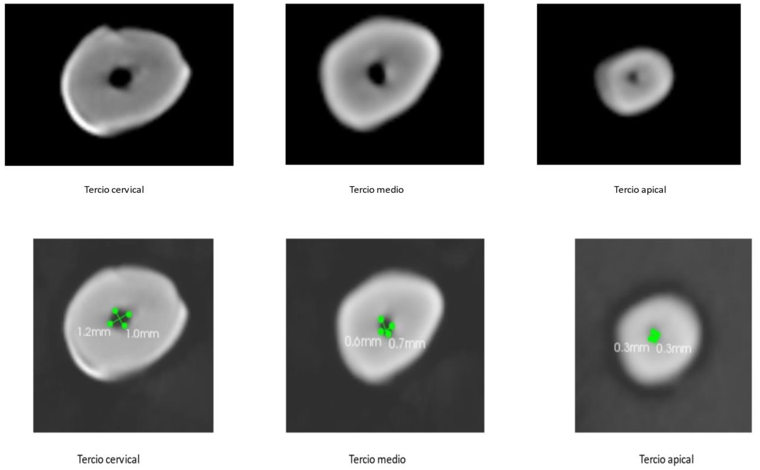 Tercio cervical
Tercio medio
Tercio apical
1.2mm 1.0mm
0.6mm 0.7mm
0.3mm 0.3mm
Tercio cervical
Tercio medio
Tercio apical